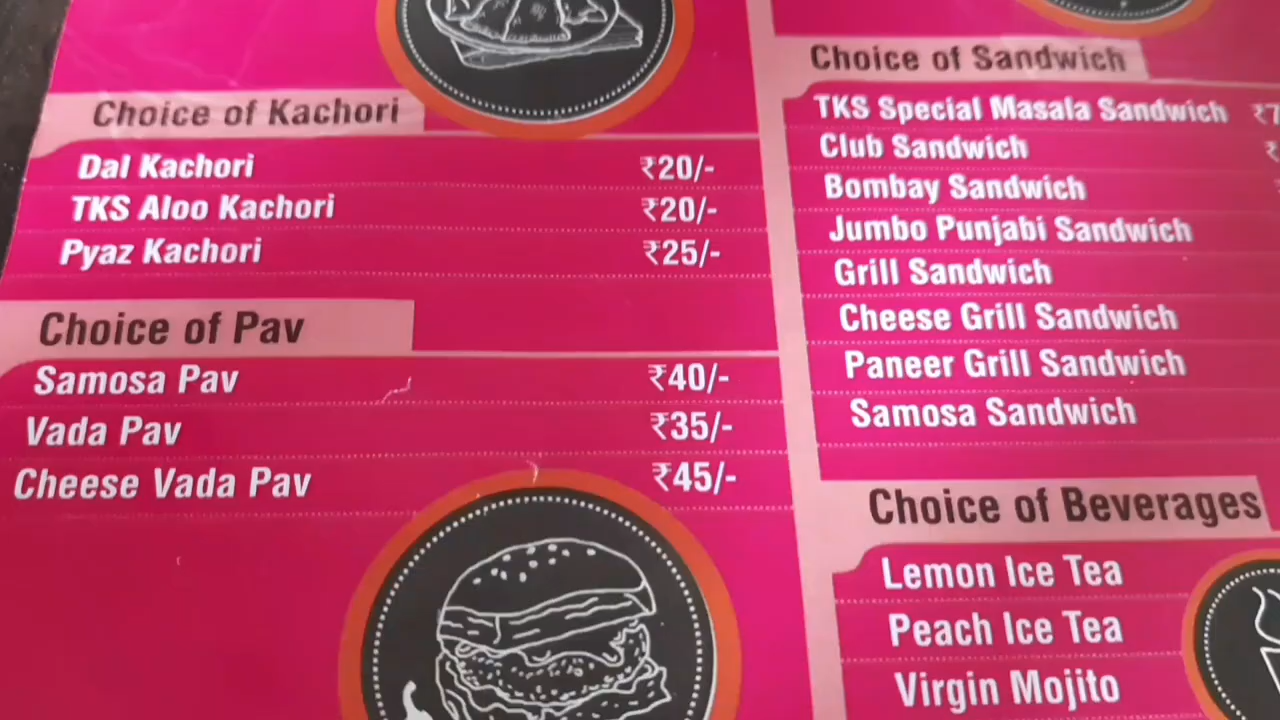 Choice of Kachori
Dal Kachori ₹20/-
TKS Aloo Kachori ₹20/-
Pyaz Kachori ₹25/-
Choice of Pav
Samosa Pav ₹40/-
Vada Pav ₹35/-
Cheese Vada Pav ₹45/-
Choice of Sandwich
TKS Special Masala Sandwich
Club Sandwich
Bombay Sandwich
Jumbo Punjabi Sandwich
Grill Sandwich
Cheese Grill Sandwich
Paneer Grill Sandwich
Samosa Sandwich
Choice of Beverages
Lemon Ice Tea
Peach Ice Tea
Virgin Mojito